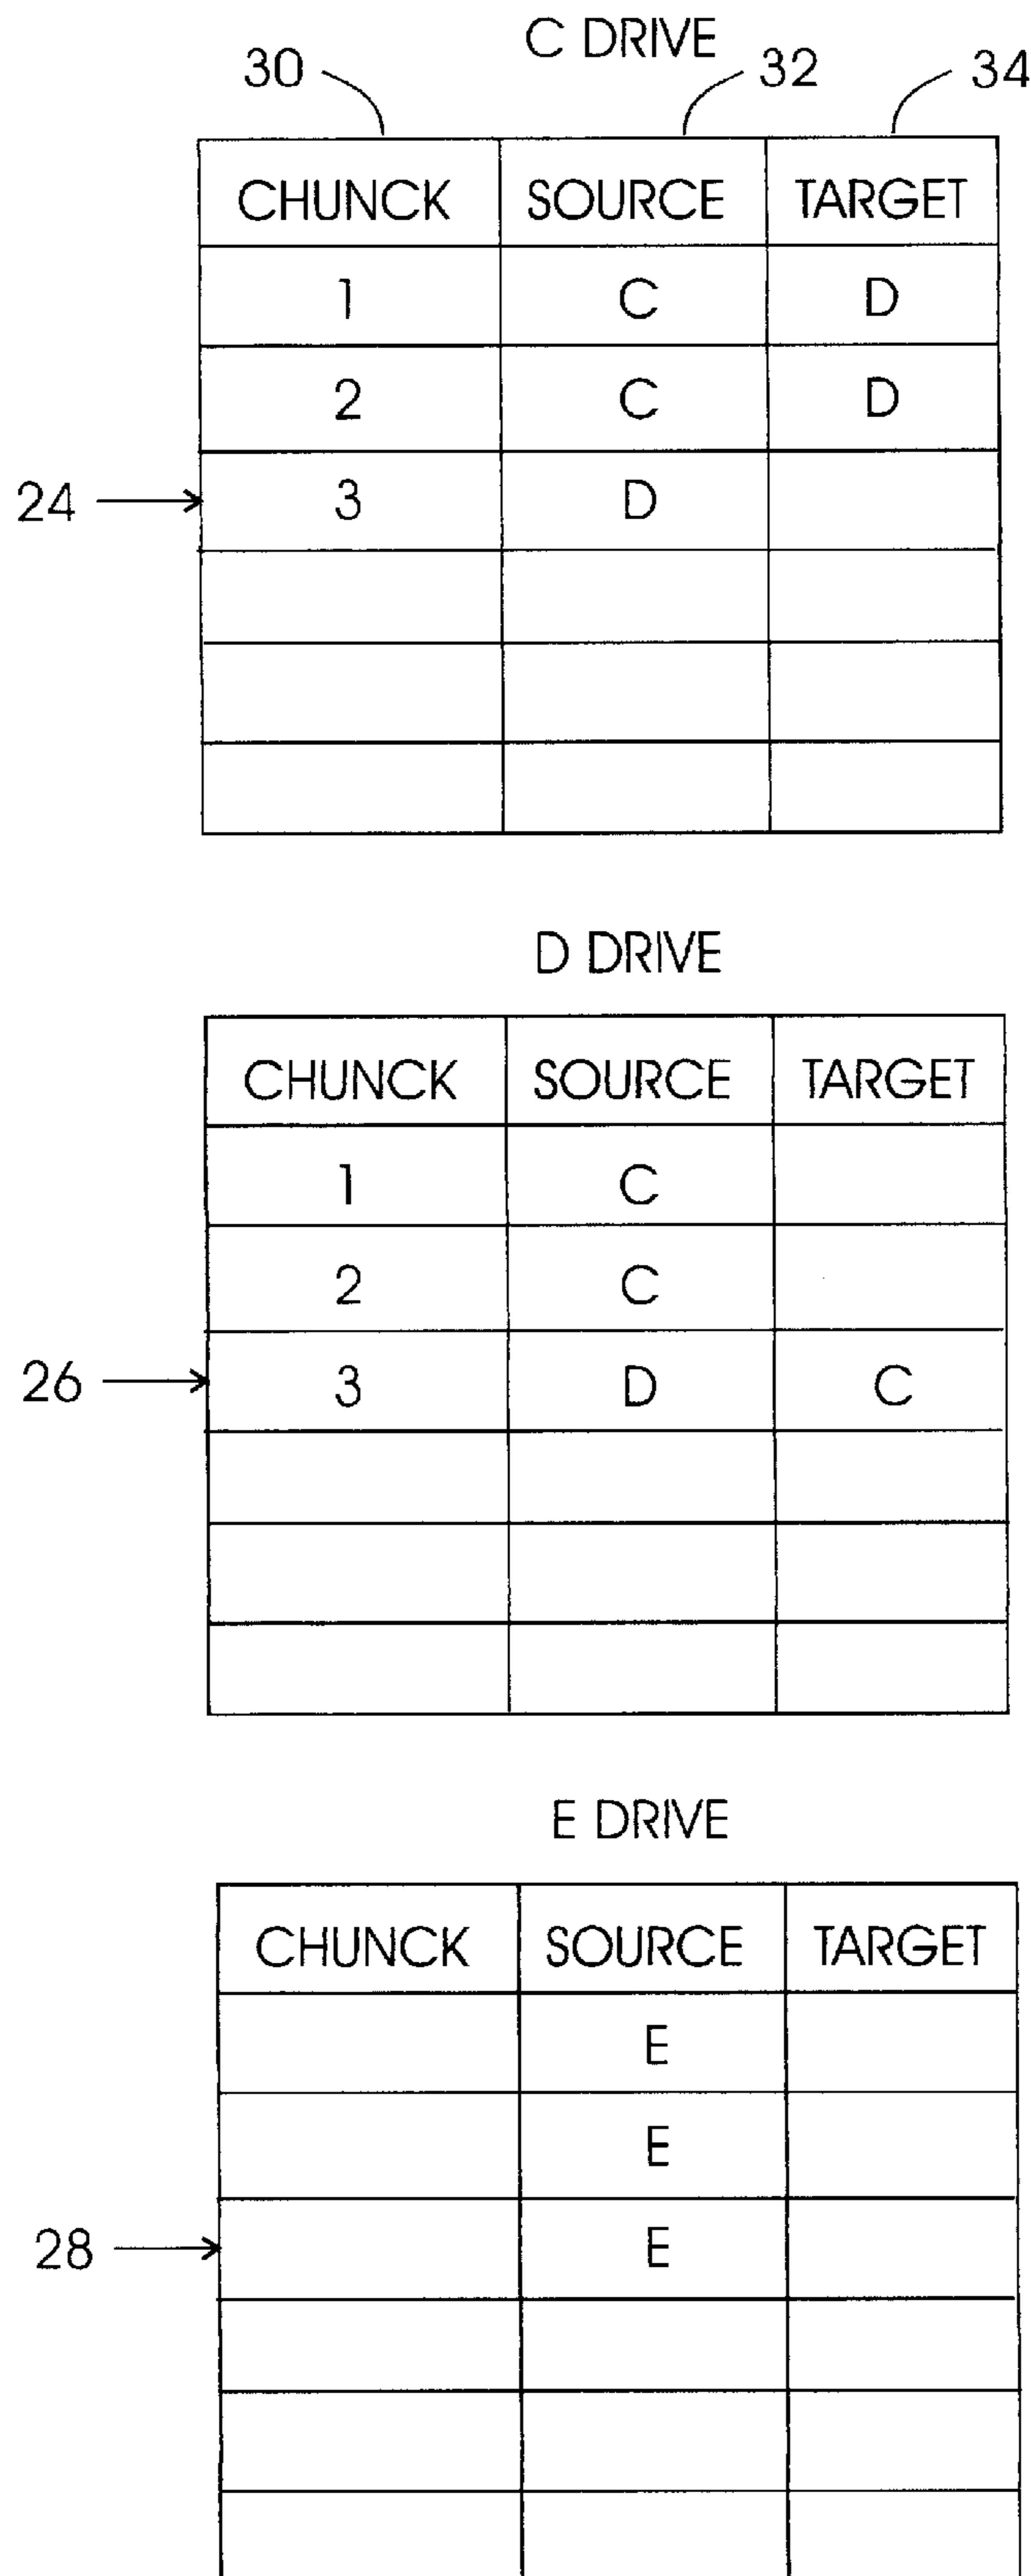 C DRIVE
30 32 34
CHUNCK SOURCE TARGET
1 C D
2 C D
24 3 D
D DRIVE
CHUNCK SOURCE TARGET
1 C
2 C
26 3 D C
E DRIVE
CHUNCK SOURCE TARGET
E
E
28 E